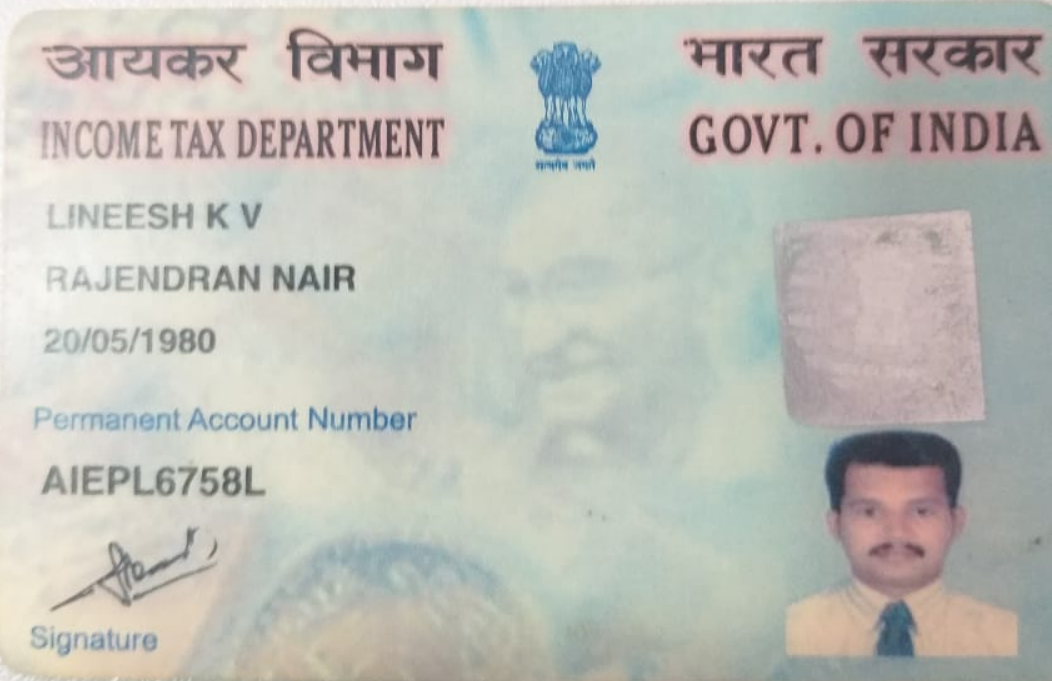 आयकर विभाग
भारत सरकार
INCOME TAX DEPARTMENT
GOVT. OF INDIA
सत्यमेव जयते
LINEESH K V
RAJENDRAN NAIR
20/05/1980
Permanent Account Number
AIEPL6758L
Signature